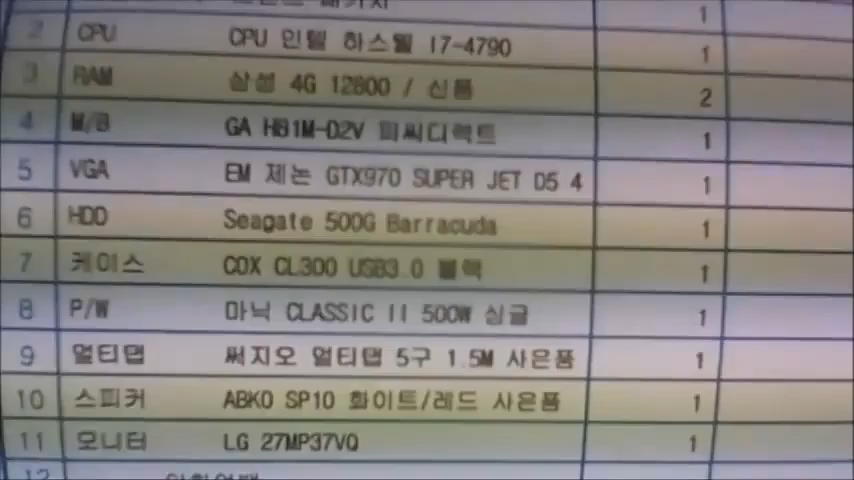 1
2 CPU CPU 인텔 하스웰 I7-4790 1
3 RAM 삼성 4G 12800 / 신품 2
4 M/B GA H81M-D2V 피씨디렉트 1
5 VGA EM 제논 GTX970 SUPER JET D5 4 1
6 HDD Seagate 500G Barracuda 1
7 케이스 COX CL300 USB3.0 블랙 1
8 P/W 마닉 CLASSIC II 500W 싱글 1
9 멀티탭 써지오 멀티탭 5구 1.5M 사은품 1
10 스피커 ABKO SP10 화이트/레드 사은품 1
11 모니터 LG 27MP37VQ 1
12